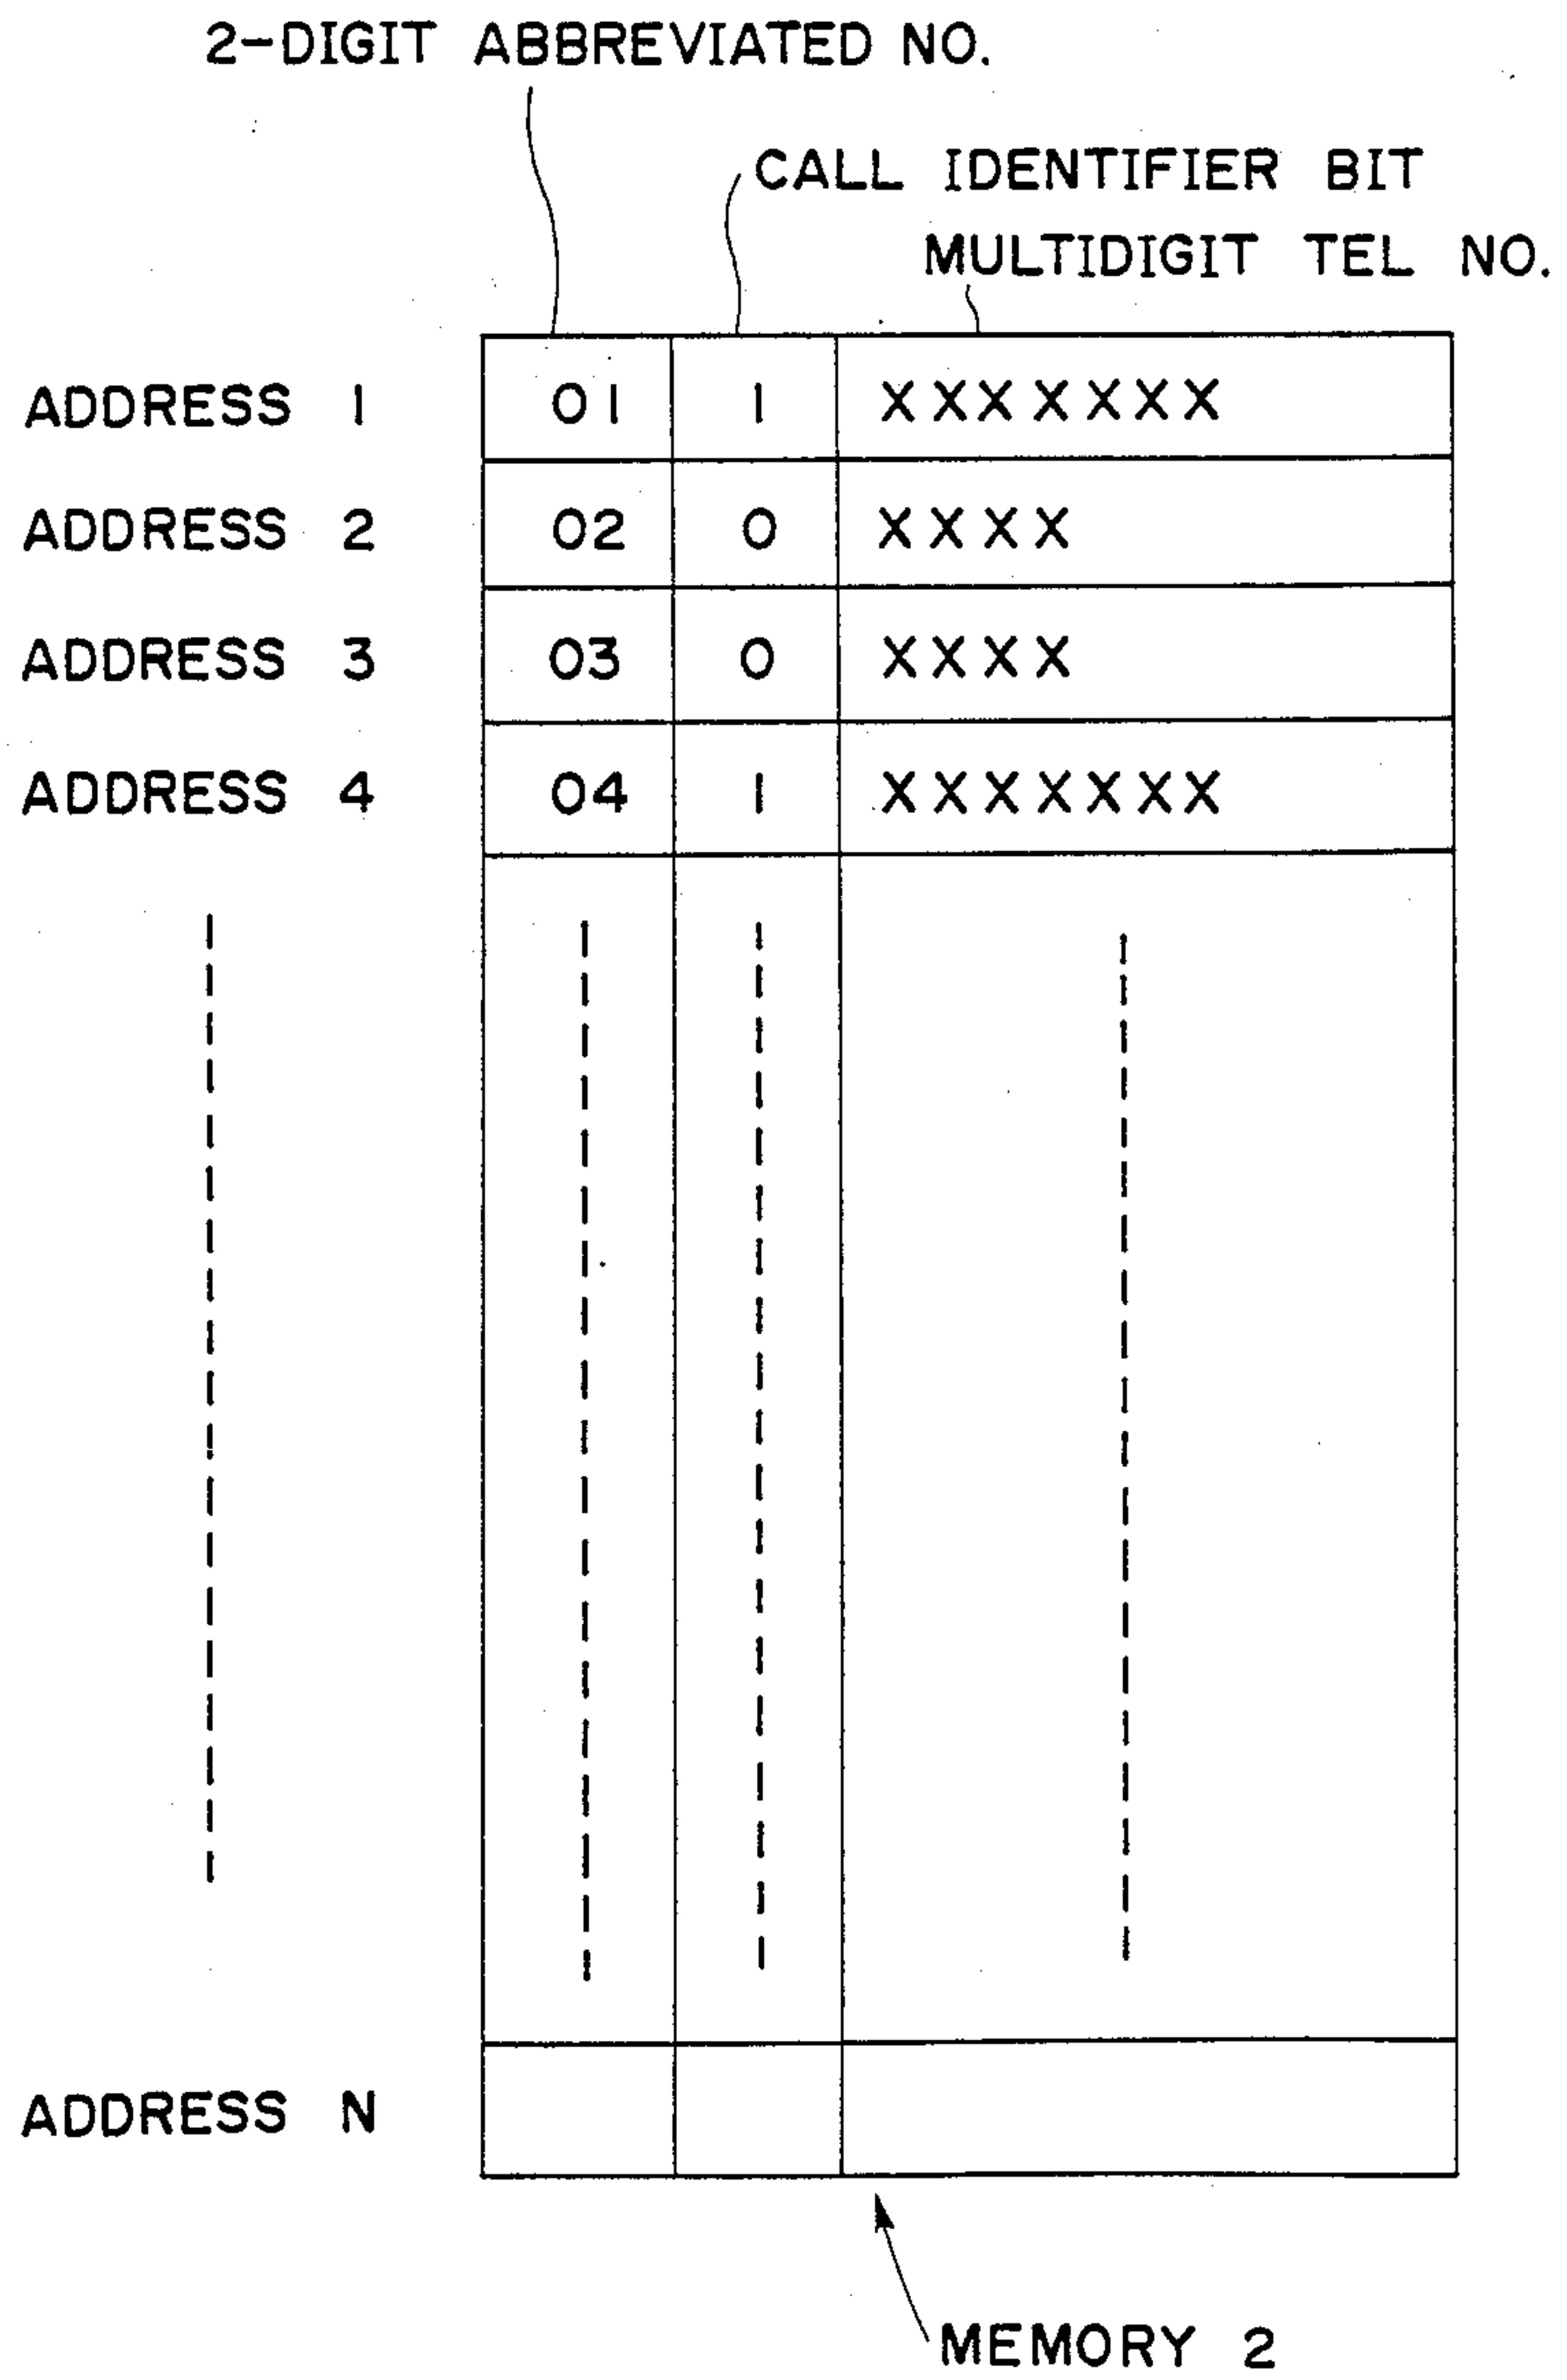 2-DIGIT ABBREVIATED NO.
CALL IDENTIFIER BIT
MULTIDIGIT TEL NO.
ADDRESS 1 01 1 XXXXXXX
ADDRESS 2 02 0 XXXX
ADDRESS 3 03 0 XXXX
ADDRESS 4 04 1 XXXXXXX
ADDRESS N
MEMORY 2